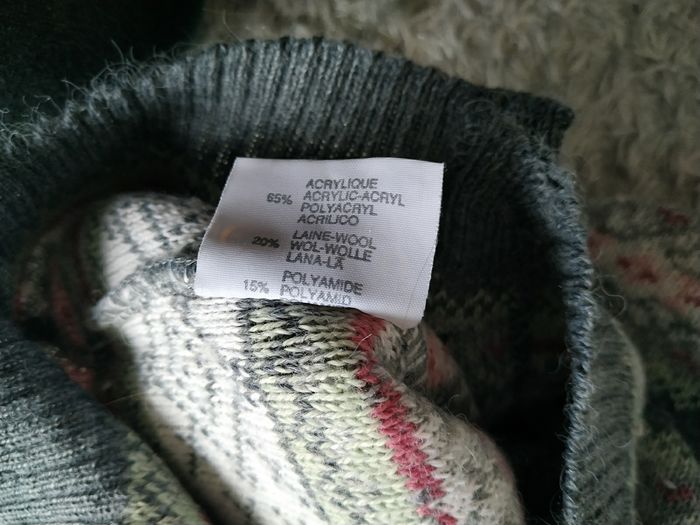 ACRYLIQUE
65% ACRYLIC-ACRYL
POLYACRYL
ACRILICO
LAINE-WOOL
20% WOL-WOLLE
LANA-LÃ
POLYAMIDE
15% POLYAMID